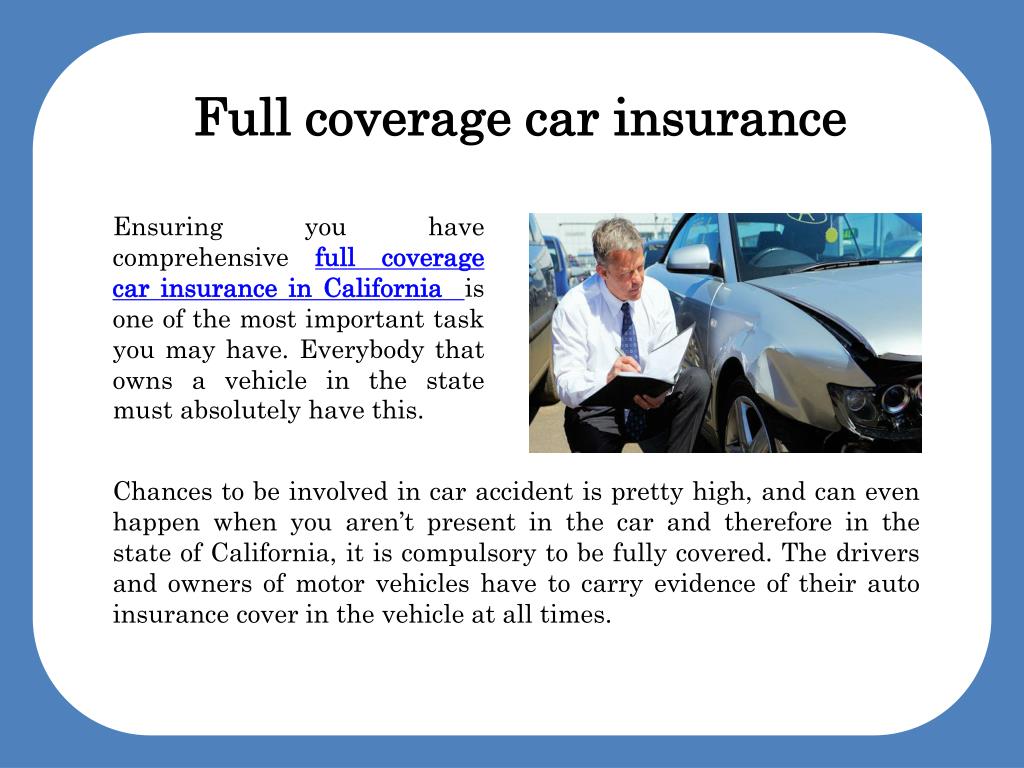 Full coverage car insurance
Ensuring you have
comprehensive full coverage
car insurance in California is
one of the most important task
you may have. Everybody that
owns a vehicle in the state
must absolutely have this.
Chances to be involved in car accident is pretty high, and can even
happen when you aren’t present in the car and therefore in the
state of California, it is compulsory to be fully covered. The drivers
and owners of motor vehicles have to carry evidence of their auto
insurance cover in the vehicle at all times.